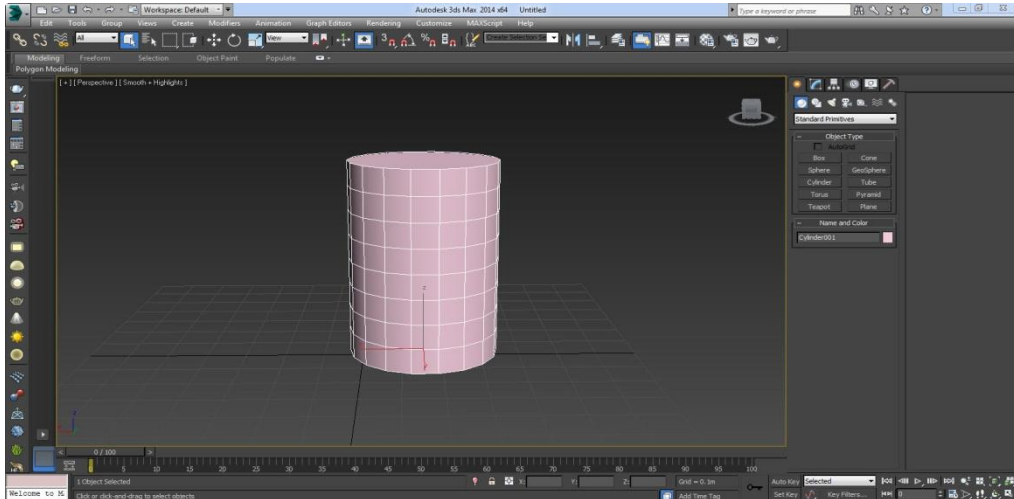 Workspace: Default
Autodesk 3ds Max 2014 x64 Untitled
Type a keyword or phrase
Edit Tools Group Views Create Modifiers Animation Graph Editors Rendering Customize MAXScript Help
All
View
Create Selection Se
Modeling Freeform Selection Object Paint Populate
Polygon Modeling
[ + ] [ Perspective ] [ Smooth + Highlights ]
Standard Primitives
Object Type
AutoGrid
Box Cone
Sphere GeoSphere
Cylinder Tube
Torus Pyramid
Teapot Plane
Name and Color
Cylinder001
z
0 / 100
0 5 10 15 20 25 30 35 40 45 50 55 60 65 70 75 80 85 90 95 100
1 Object Selected
X: Y: Z: Grid = 0.1m
Auto Key Selected
Welcome to M
Click or click-and-drag to select objects
Add Time Tag
Set Key Key Filters... 0